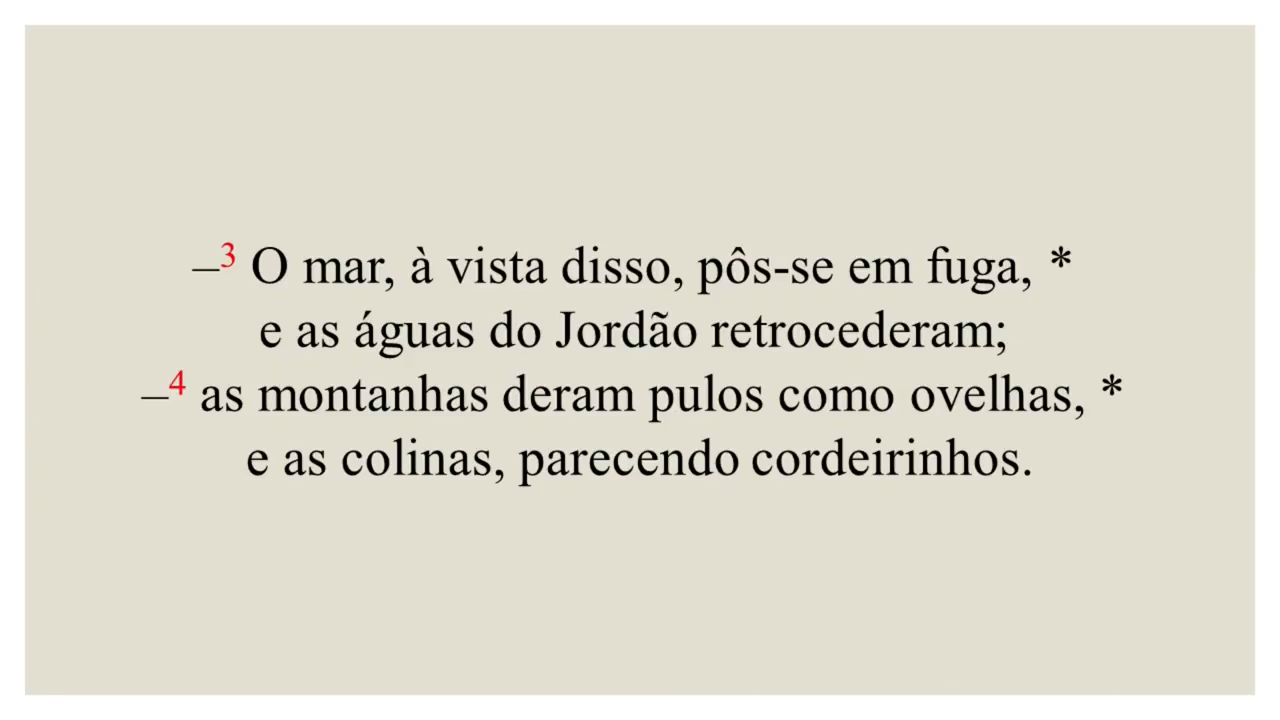 –³ O mar, à vista disso, pôs-se em fuga, *
e as águas do Jordão retrocederam;
–⁴ as montanhas deram pulos como ovelhas, *
e as colinas, parecendo cordeirinhos.